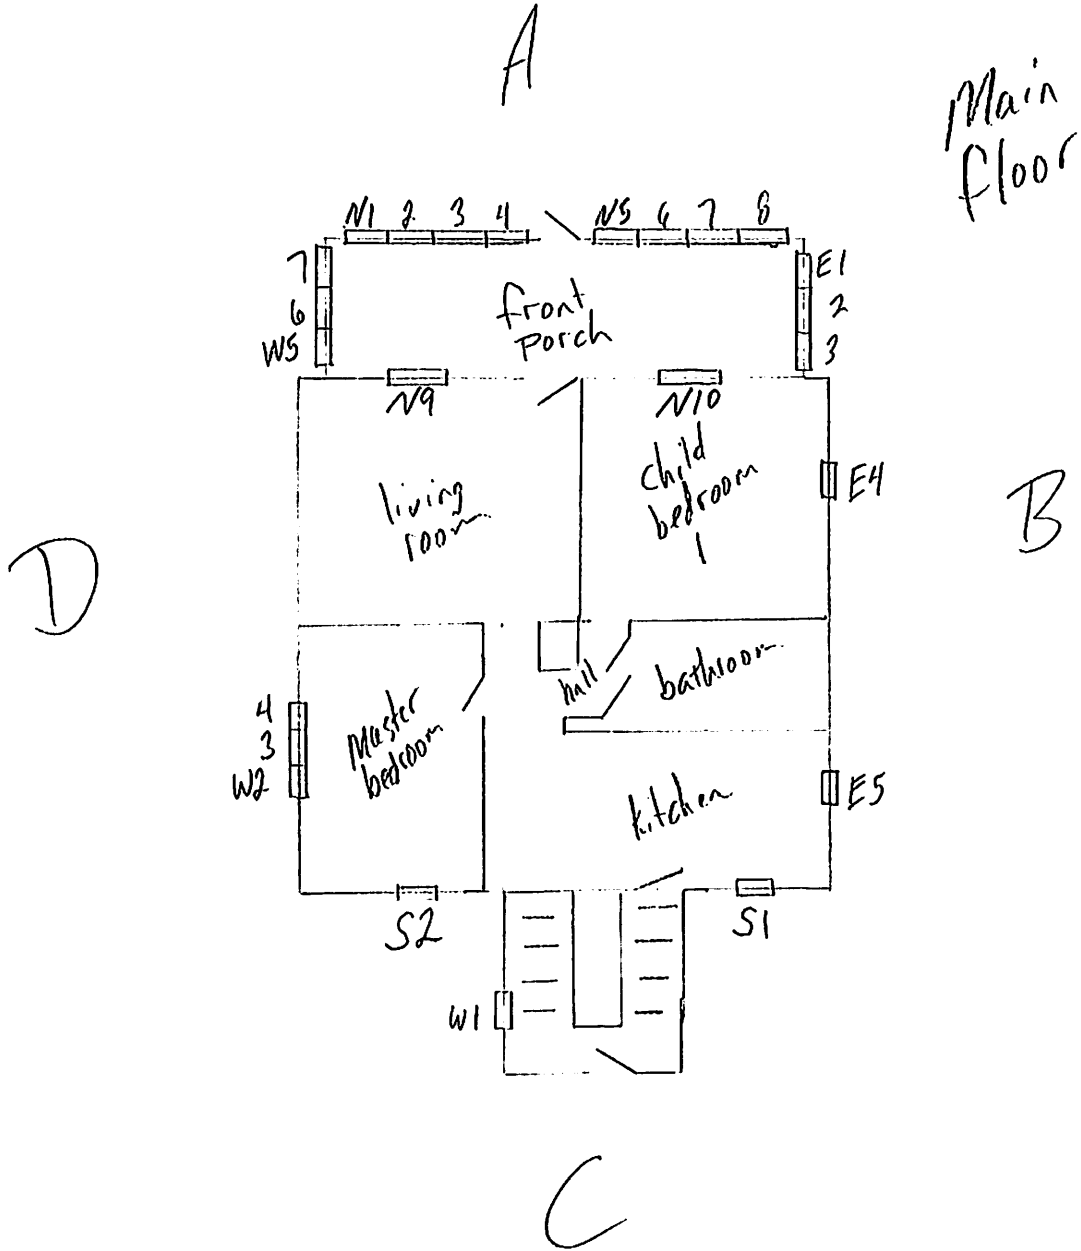 A
Main
floor
N1 2 3 4 N5 6 7 8
7
6
W5
E1
2
3
front
porch
N9
N10
living
room
child
bedroom
1
E4
B
D
hall
bathroom
4
3
W2
Master
bedroom
kitchen
E5
S2
S1
W1
C